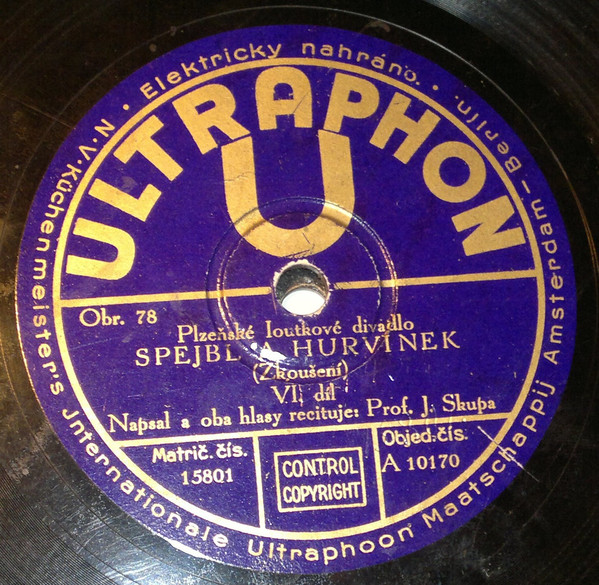 • Elektricky nahráno. •
N.V. Küchenmeister's Jnternationale Ultraphoon Maatschappij Amsterdam – Berlin.
ULTRAPHON
U
Obr. 78
Plzeňské loutkové divadlo
SPEJBL A HURVÍNEK
(Zkoušení)
VI. díl
Napsal a oba hlasy recituje: Prof. J. Skupa
Matrič. čís.
15801
CONTROL
COPYRIGHT
Objed. čís.
A 10170